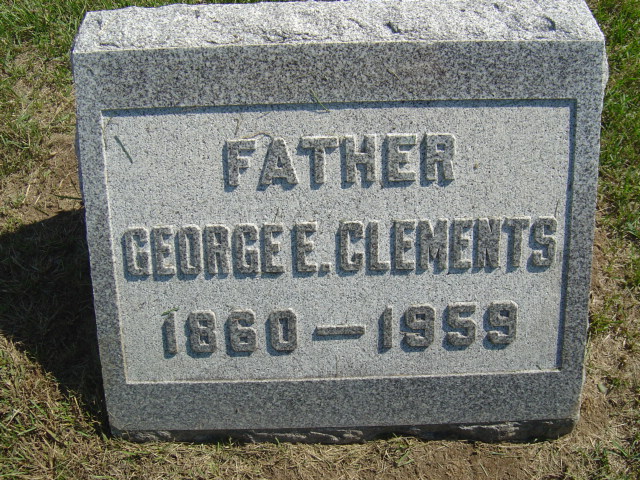 FATHER
GEORGE E. CLEMENTS
1860 — 1959